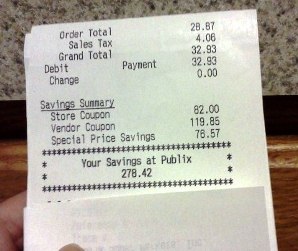 Order Total 28.87
Sales Tax 4.06
Grand Total 32.93
Debit Payment 32.93
Change 0.00
Savings Summary
Store Coupon 82.00
Vendor Coupon 119.85
Special Price Savings 76.57
****************************************
* Your Savings at Publix *
* 278.42 *
****************************************